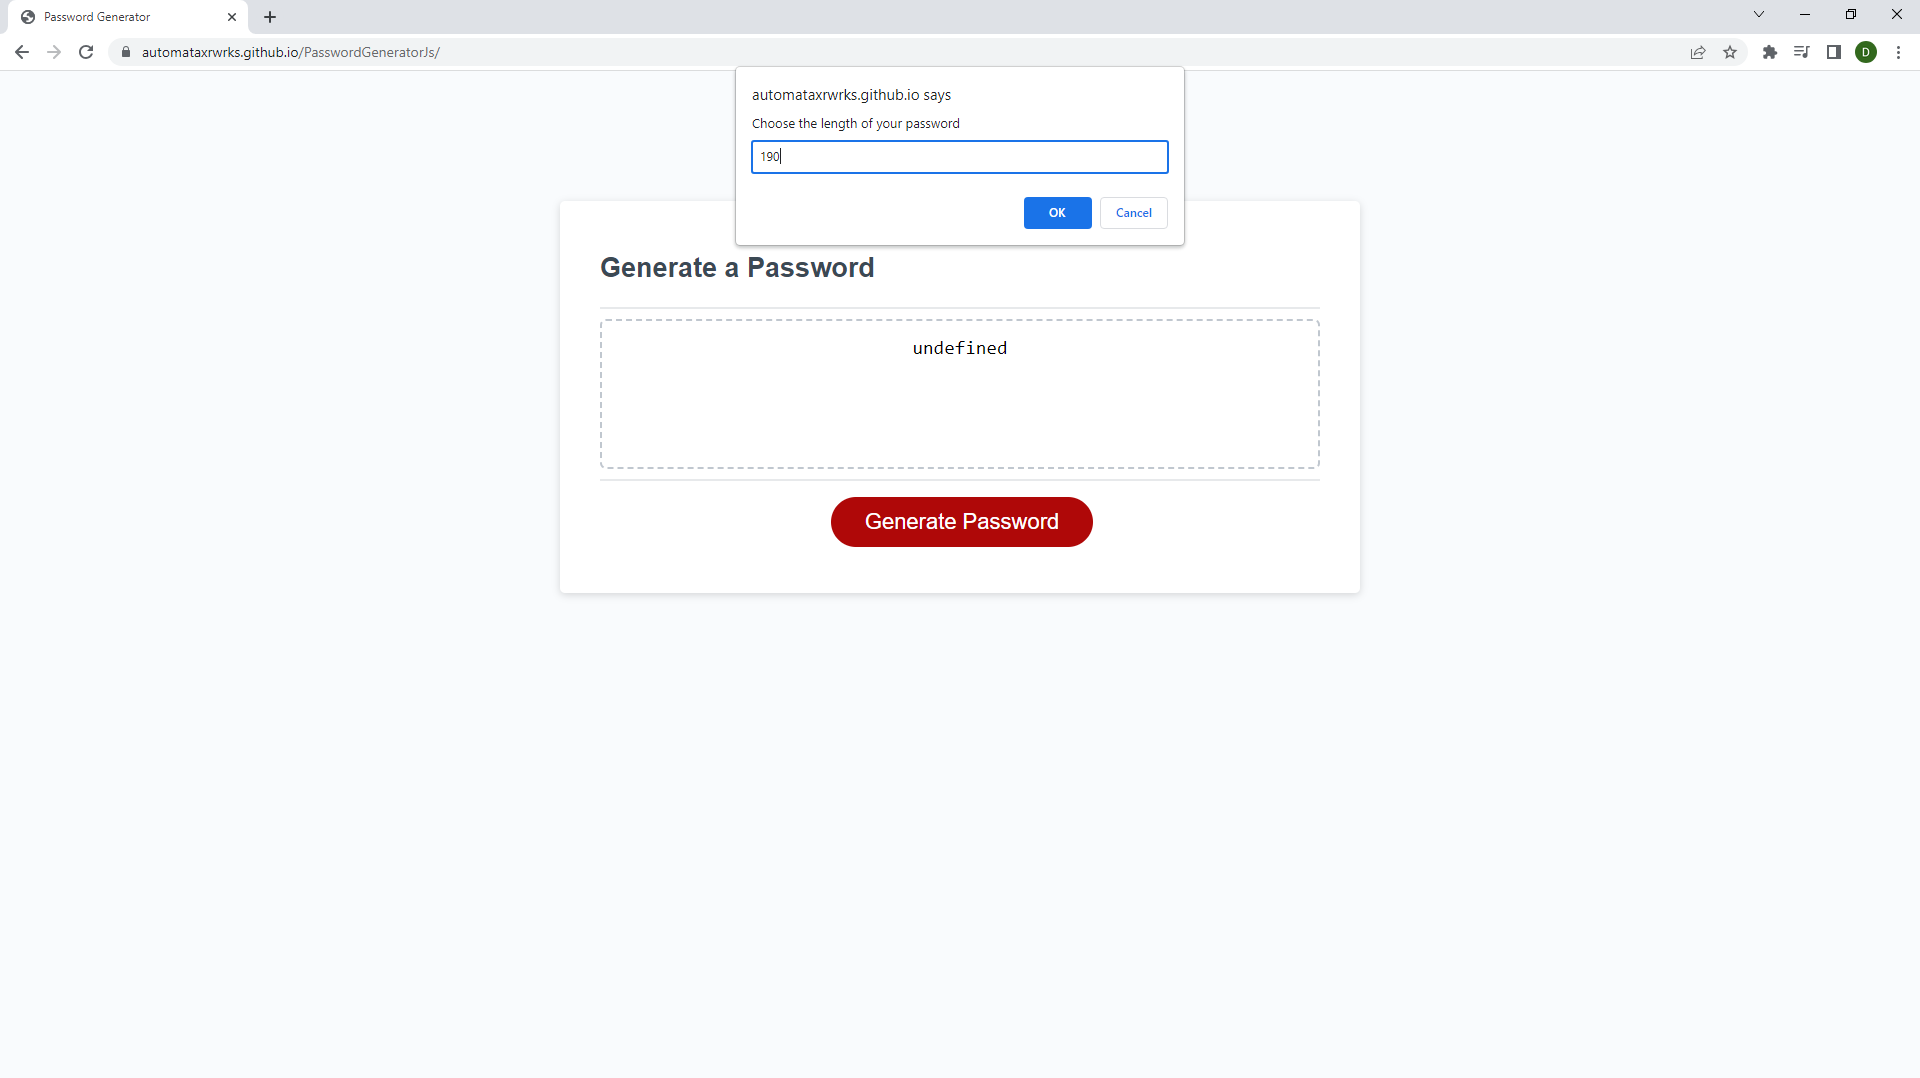 Password Generator
automataxrwrks.github.io/PasswordGeneratorJs/
D
automataxrwrks.github.io says
Choose the length of your password
190
OK
Cancel
Generate a Password
undefined
Generate Password